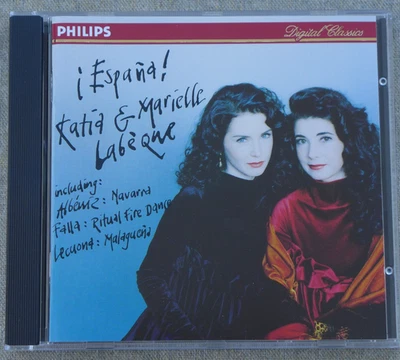 PHILIPS
Digital Classics
¡España!
Katia & Marielle
Labèque
including:
Albéniz: Navarra
Falla: Ritual Fire Dance
Lecuona: Malagueña